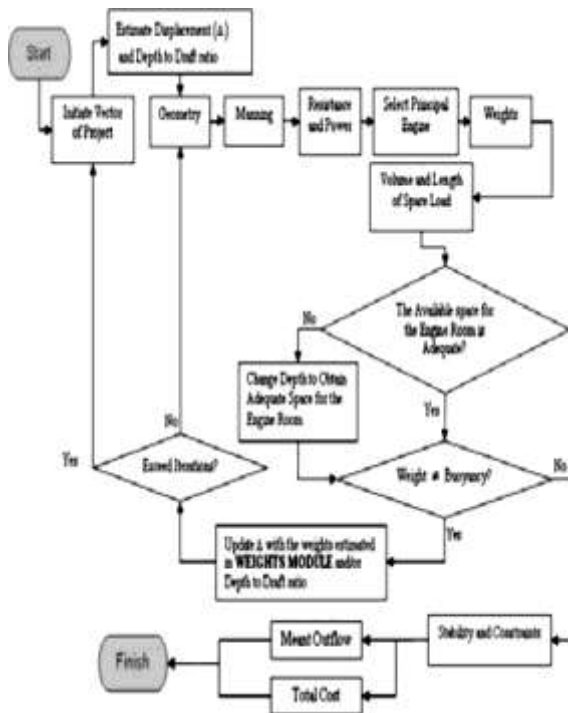 Start
Estimate Displacement (Δ)
and Depth to Draft ratio
Initiate Vector
of Project
Geometry
Manning
Resistance
and Power
Select Principal
Engine
Weights
Volume and Length
of Space Load
The Available space for
the Engine Room is
Adequate?
No
Yes
Change Depth to Obtain
Adequate Space for the
Engine Room
Weight ≠ Buoyancy?
No
Yes
Update Δ with the weights estimated
in WEIGHTS MODULE and/or
Depth to Draft ratio
Exceed Iterations?
No
Yes
Stability and Constraints
Meant Outflow
Total Cost
Finish